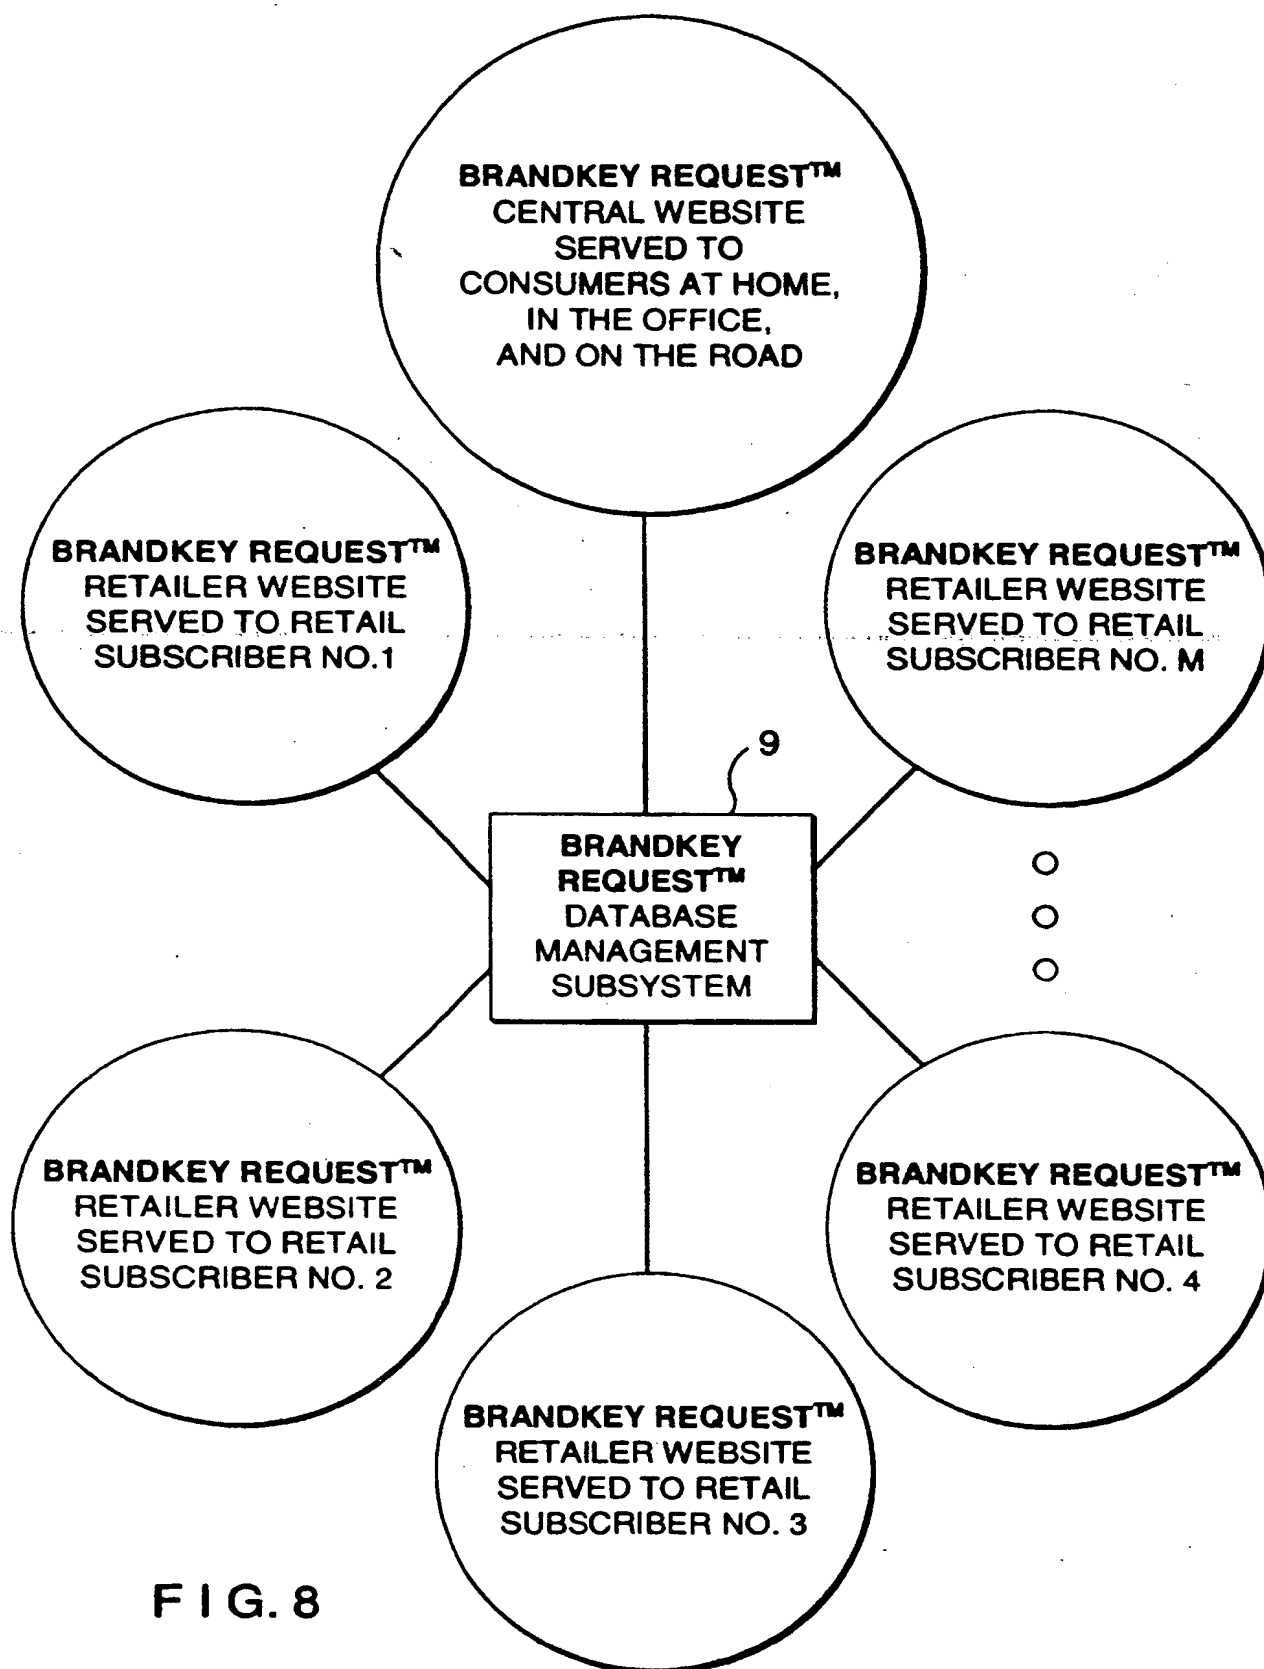 BRANDKEY REQUEST™
CENTRAL WEBSITE
SERVED TO
CONSUMERS AT HOME,
IN THE OFFICE,
AND ON THE ROAD
BRANDKEY REQUEST™
RETAILER WEBSITE
SERVED TO RETAIL
SUBSCRIBER NO.1
BRANDKEY REQUEST™
RETAILER WEBSITE
SERVED TO RETAIL
SUBSCRIBER NO. M
9
BRANDKEY
REQUEST™
DATABASE
MANAGEMENT
SUBSYSTEM
BRANDKEY REQUEST™
RETAILER WEBSITE
SERVED TO RETAIL
SUBSCRIBER NO. 2
BRANDKEY REQUEST™
RETAILER WEBSITE
SERVED TO RETAIL
SUBSCRIBER NO. 4
BRANDKEY REQUEST™
RETAILER WEBSITE
SERVED TO RETAIL
SUBSCRIBER NO. 3
FIG. 8